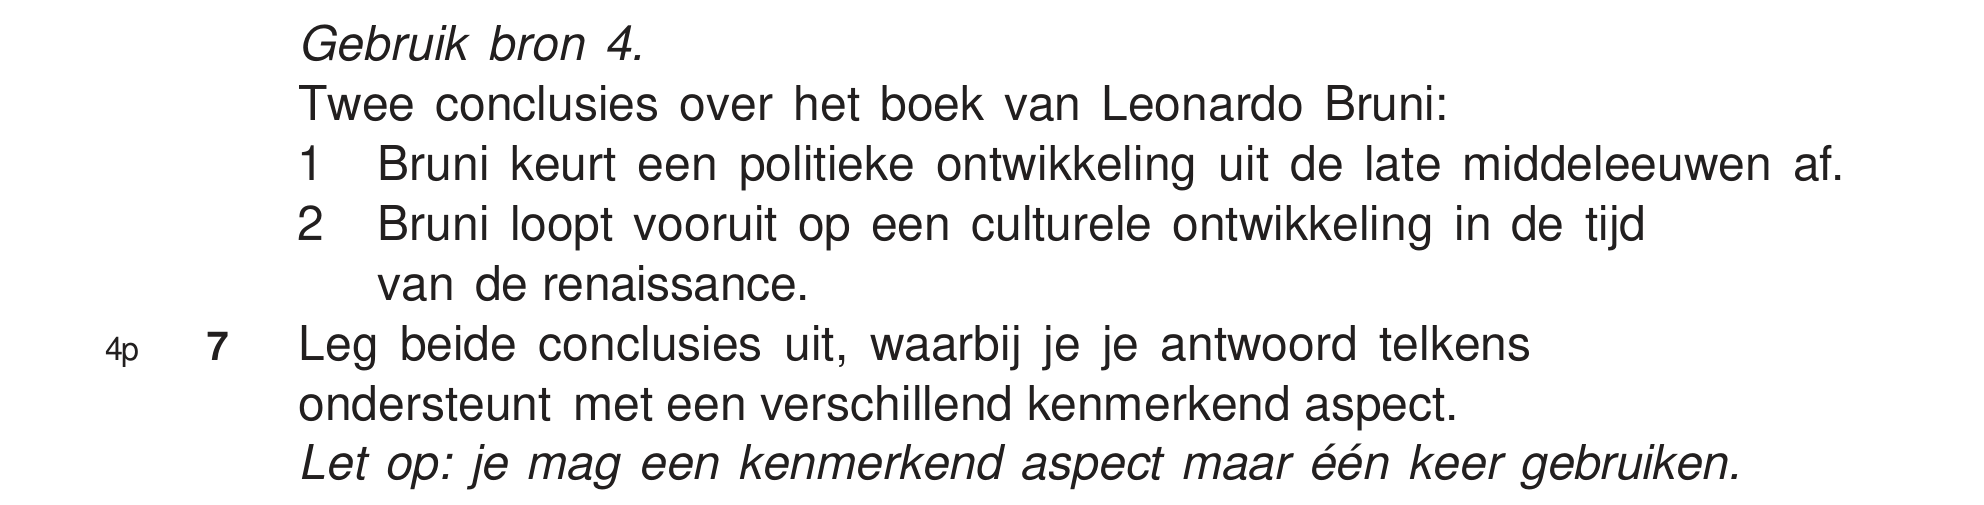 Gebruik bron 4.
Twee conclusies over het boek van Leonardo Bruni:
1 Bruni keurt een politieke ontwikkeling uit de late middeleeuwen af.
2 Bruni loopt vooruit op een culturele ontwikkeling in de tijd
van de renaissance.
4p 7 Leg beide conclusies uit, waarbij je je antwoord telkens
ondersteunt met een verschillend kenmerkend aspect.
Let op: je mag een kenmerkend aspect maar één keer gebruiken.